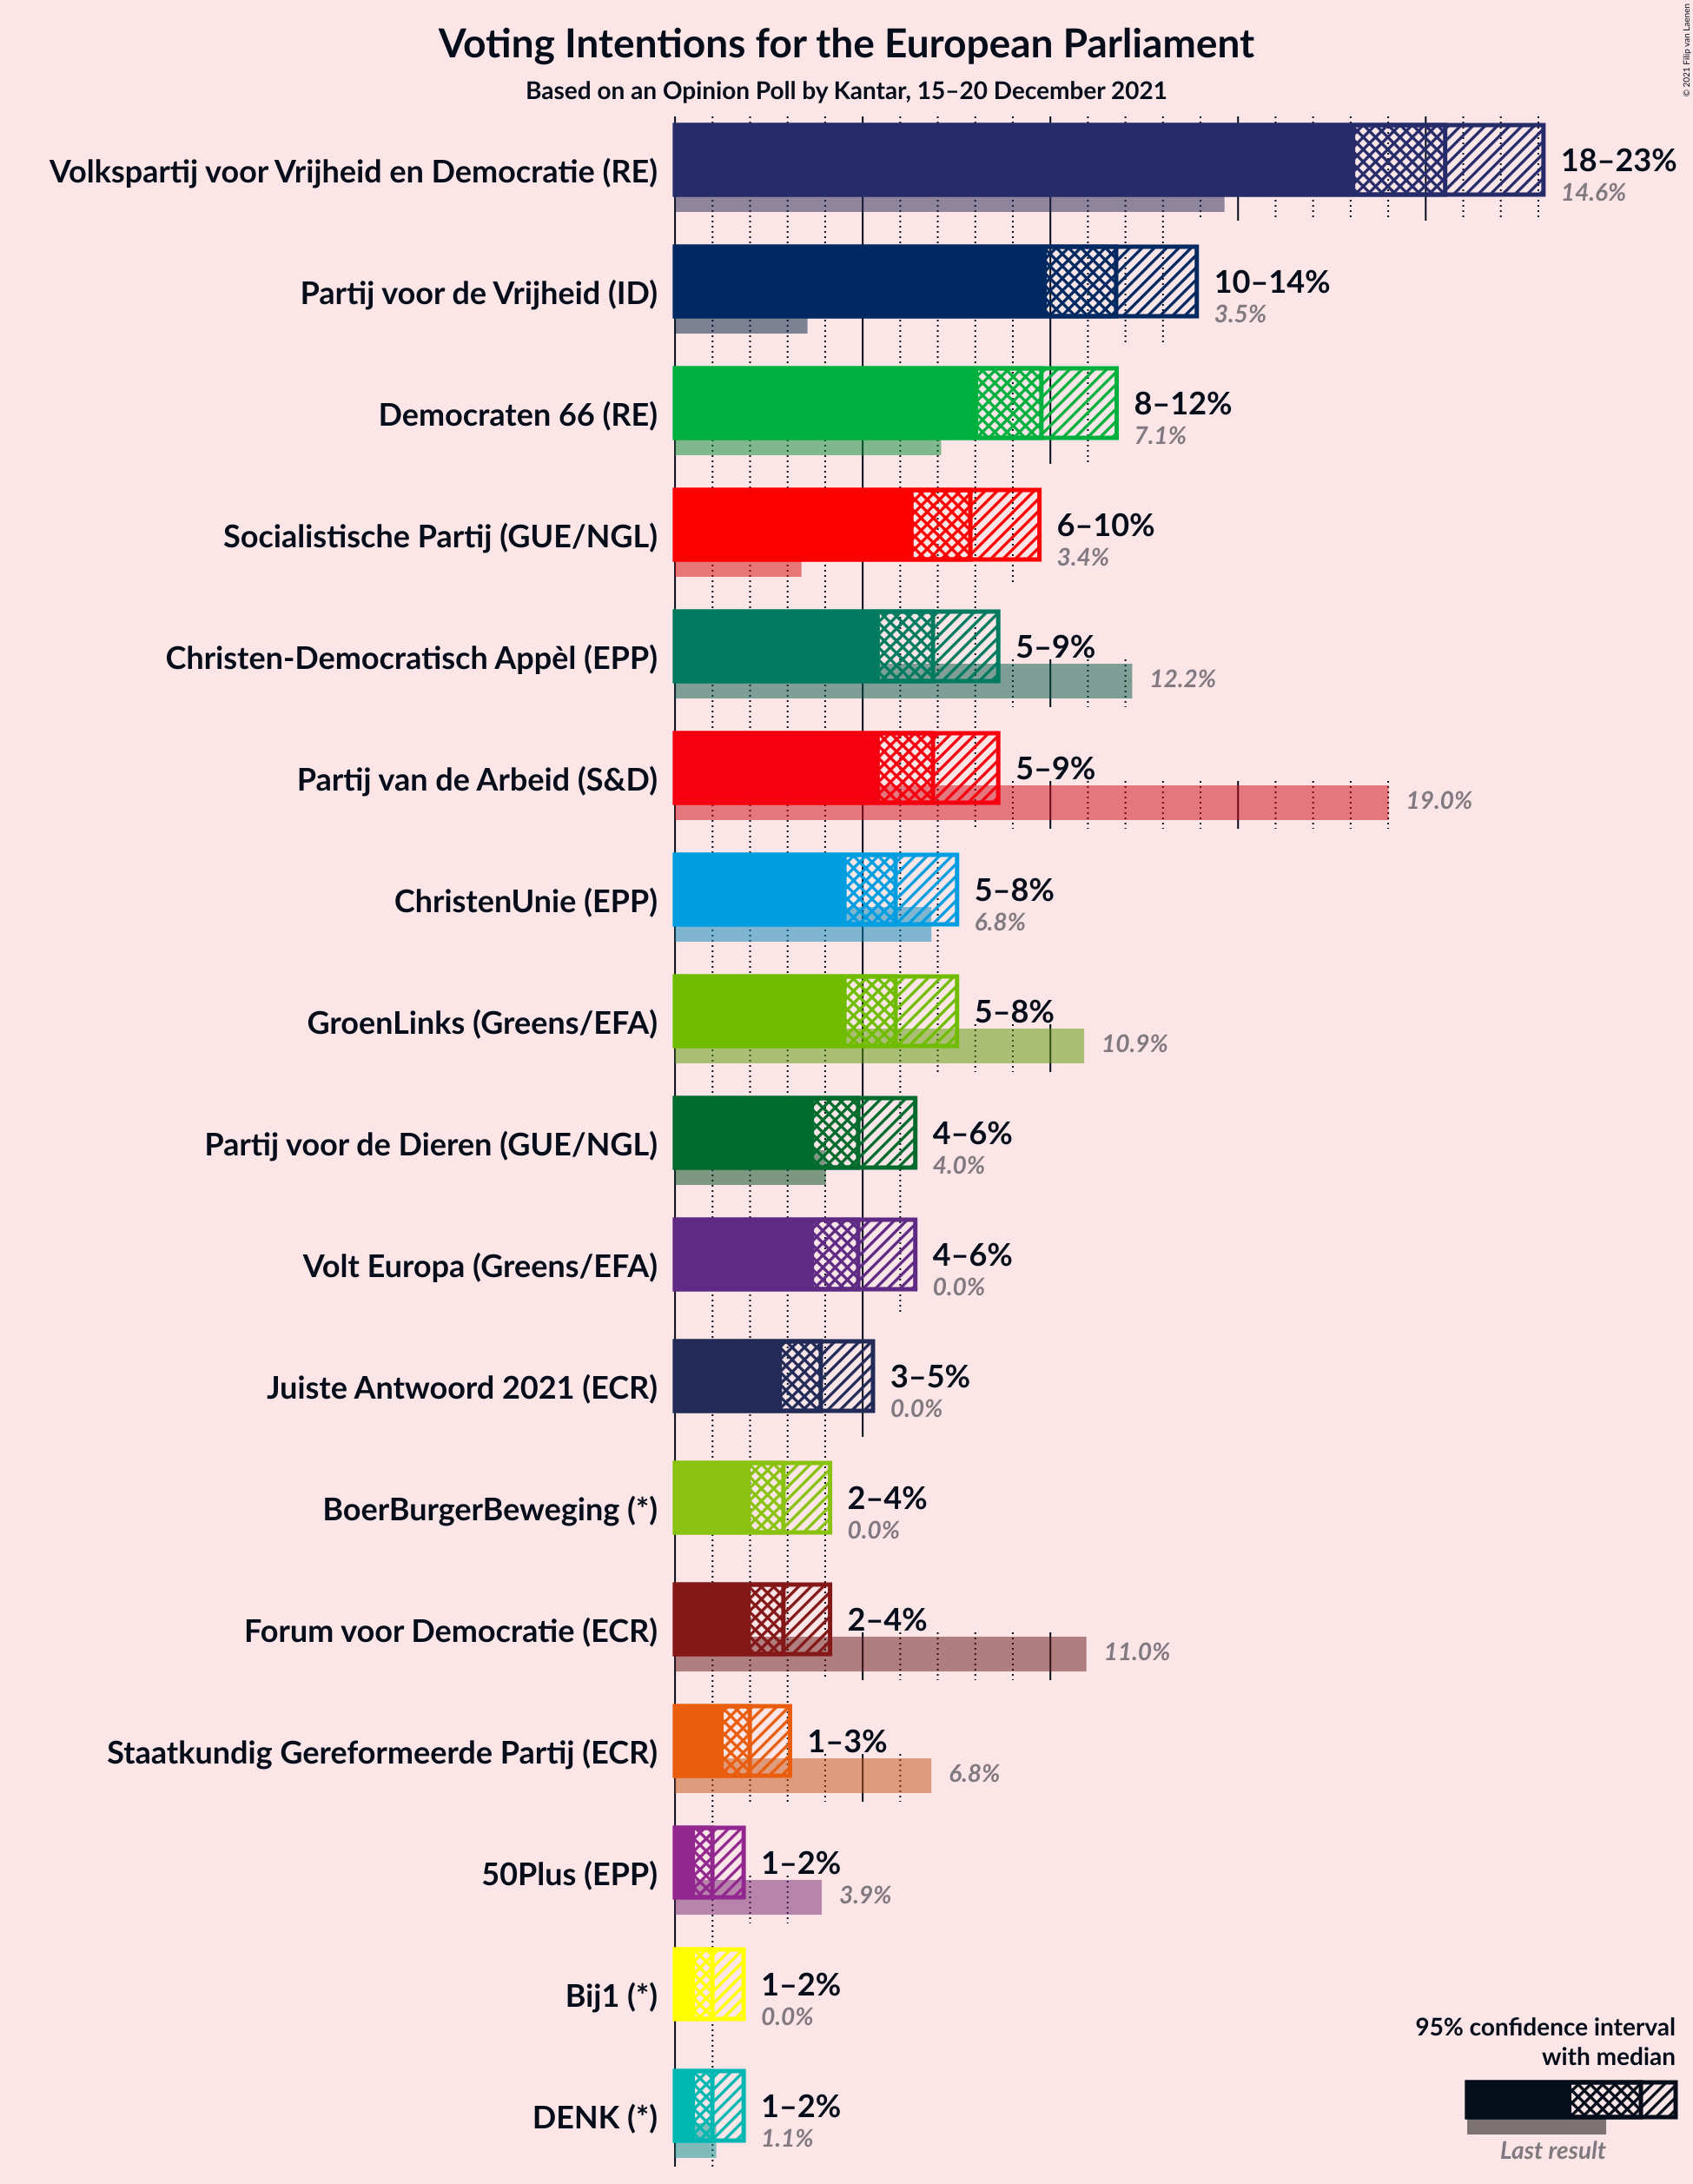 Voting Intentions for the European Parliament
Based on an Opinion Poll by Kantar, 15–20 December 2021
© 2021 Filip van Laenen
Volkspartij voor Vrijheid en Democratie (RE)
18–23%
14.6%
Partij voor de Vrijheid (ID)
10–14%
3.5%
Democraten 66 (RE)
8–12%
7.1%
Socialistische Partij (GUE/NGL)
6–10%
3.4%
Christen-Democratisch Appèl (EPP)
5–9%
12.2%
Partij van de Arbeid (S&D)
5–9%
19.0%
ChristenUnie (EPP)
5–8%
6.8%
GroenLinks (Greens/EFA)
5–8%
10.9%
Partij voor de Dieren (GUE/NGL)
4–6%
4.0%
Volt Europa (Greens/EFA)
4–6%
0.0%
Juiste Antwoord 2021 (ECR)
3–5%
0.0%
BoerBurgerBeweging (*)
2–4%
0.0%
Forum voor Democratie (ECR)
2–4%
11.0%
Staatkundig Gereformeerde Partij (ECR)
1–3%
6.8%
50Plus (EPP)
1–2%
3.9%
Bij1 (*)
1–2%
0.0%
DENK (*)
1–2%
1.1%
95% confidence interval
with median
Last result